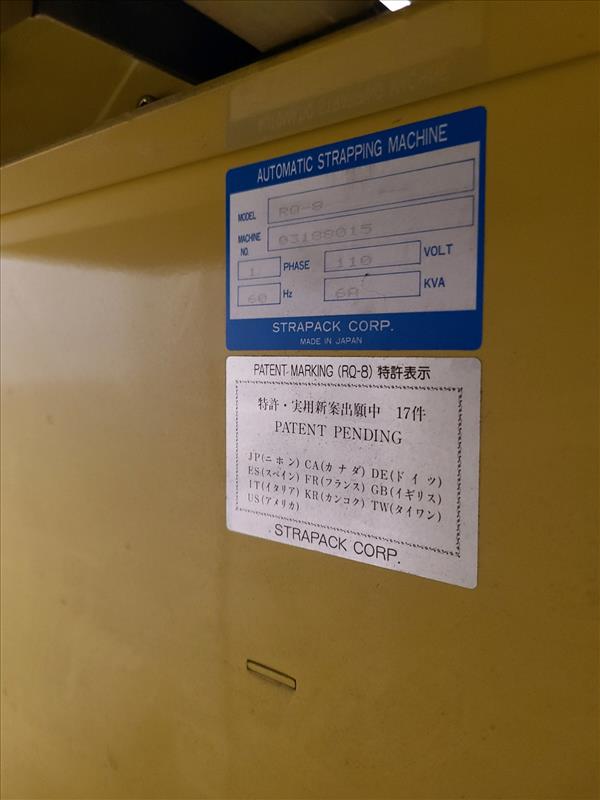 AUTOMATIC STRAPPING MACHINE
MODEL RQ-8
MACHINE NO. 03188015
1 PHASE 110 VOLT
60 Hz 6A KVA
STRAPACK CORP.
MADE IN JAPAN
PATENT MARKING (RQ-8) 特許表示
特許・実用新案出願中 17件
PATENT PENDING
JP(ニホン) CA(カナダ) DE(ドイツ)
ES(スペイン) FR(フランス) GB(イギリス)
IT(イタリア) KR(カンコク) TW(タイワン)
US(アメリカ)
STRAPACK CORP.